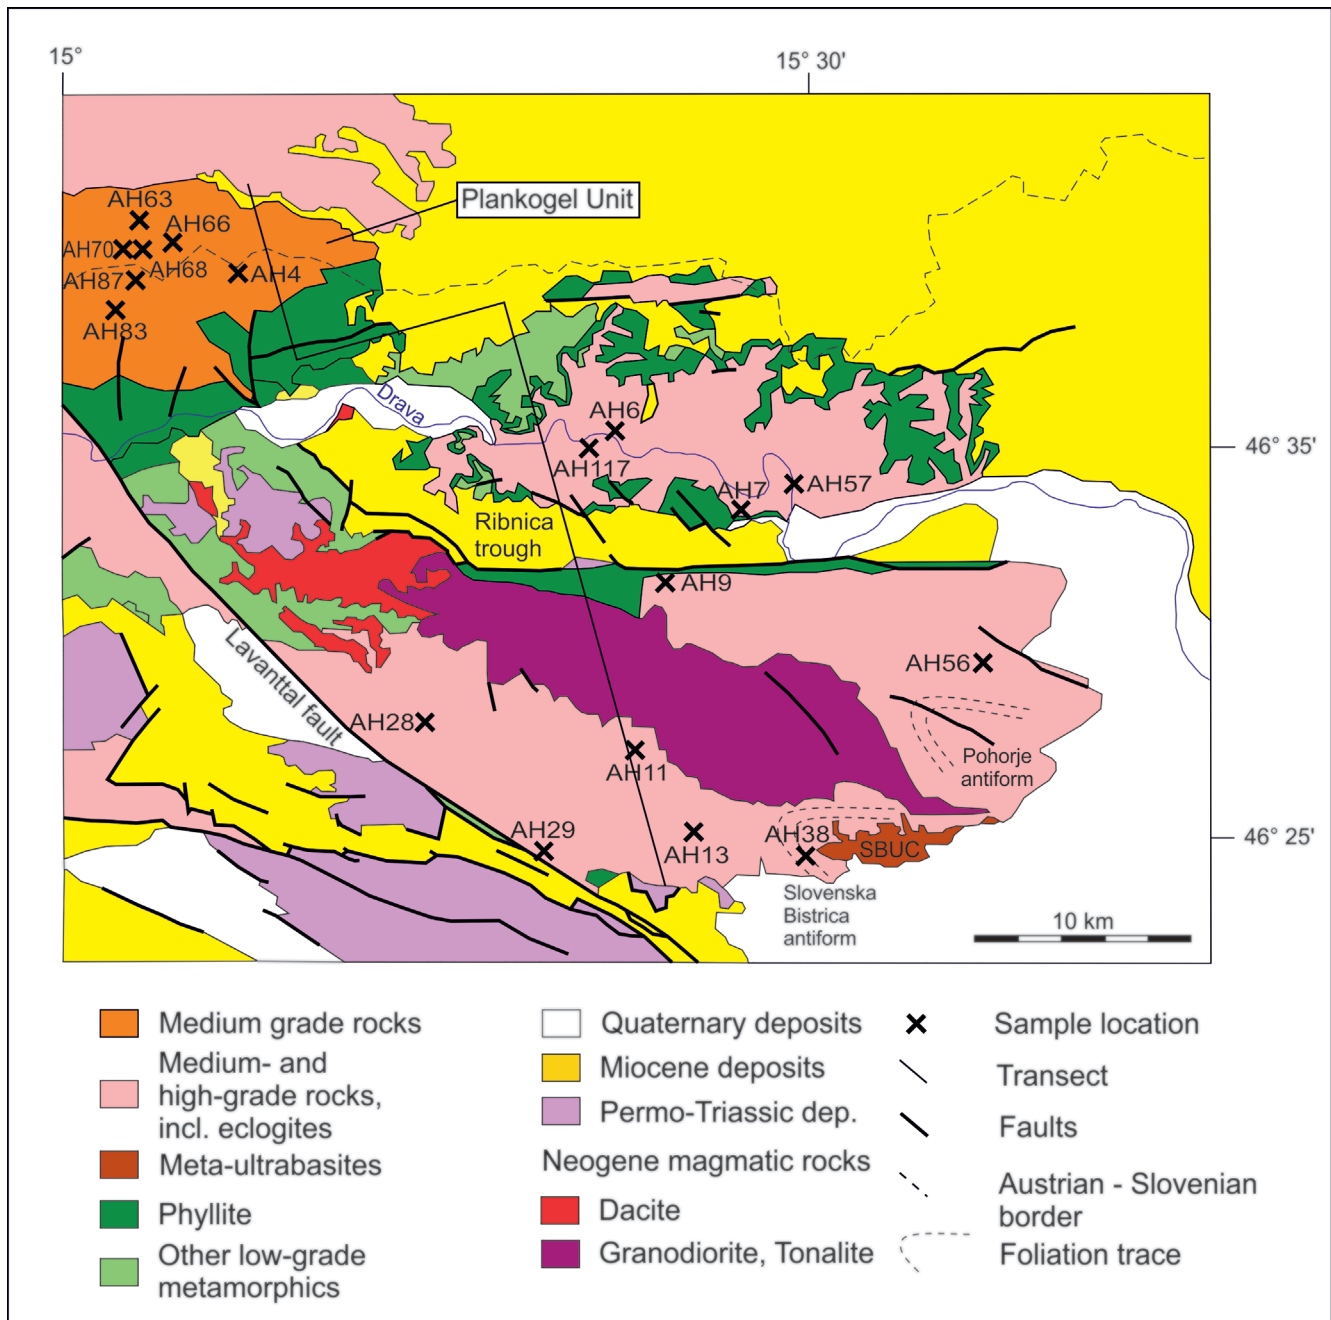 15°
15° 30'
AH63
Plankogel Unit
AH66
AH70
AH68
AH4
AH87
AH83
Drava
AH6
46° 35'
AH117
AH7
AH57
Ribnica
trough
AH9
Lavanttal fault
AH56
AH28
Pohorje
antiform
AH11
AH29
AH38
46° 25'
AH13
SBUC
Slovenska
Bistrica
antiform
10 km
Medium grade rocks
Medium- and
high-grade rocks,
incl. eclogites
Meta-ultrabasites
Phyllite
Other low-grade
metamorphics
Quaternary deposits
Miocene deposits
Permo-Triassic dep.
Neogene magmatic rocks
Dacite
Granodiorite, Tonalite
Sample location
Transect
Faults
Austrian - Slovenian
border
Foliation trace